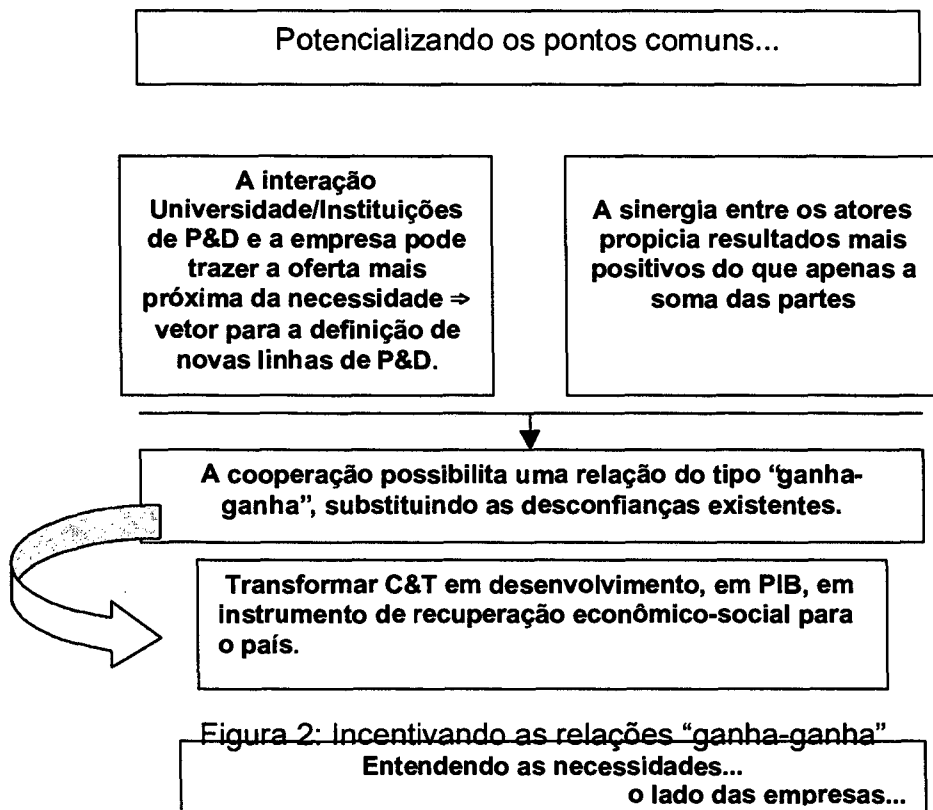 Potencializando os pontos comuns...
A interação
Universidade/Instituições
de P&D e a empresa pode
trazer a oferta mais
próxima da necessidade ⇒
vetor para a definição de
novas linhas de P&D.
A sinergia entre os atores
propicia resultados mais
positivos do que apenas a
soma das partes
A cooperação possibilita uma relação do tipo “ganha-
ganha”, substituindo as desconfianças existentes.
Transformar C&T em desenvolvimento, em PIB, em
instrumento de recuperação econômico-social para
o país.
Figura 2: Incentivando as relações “ganha-ganha”
Entendendo as necessidades...
o lado das empresas...